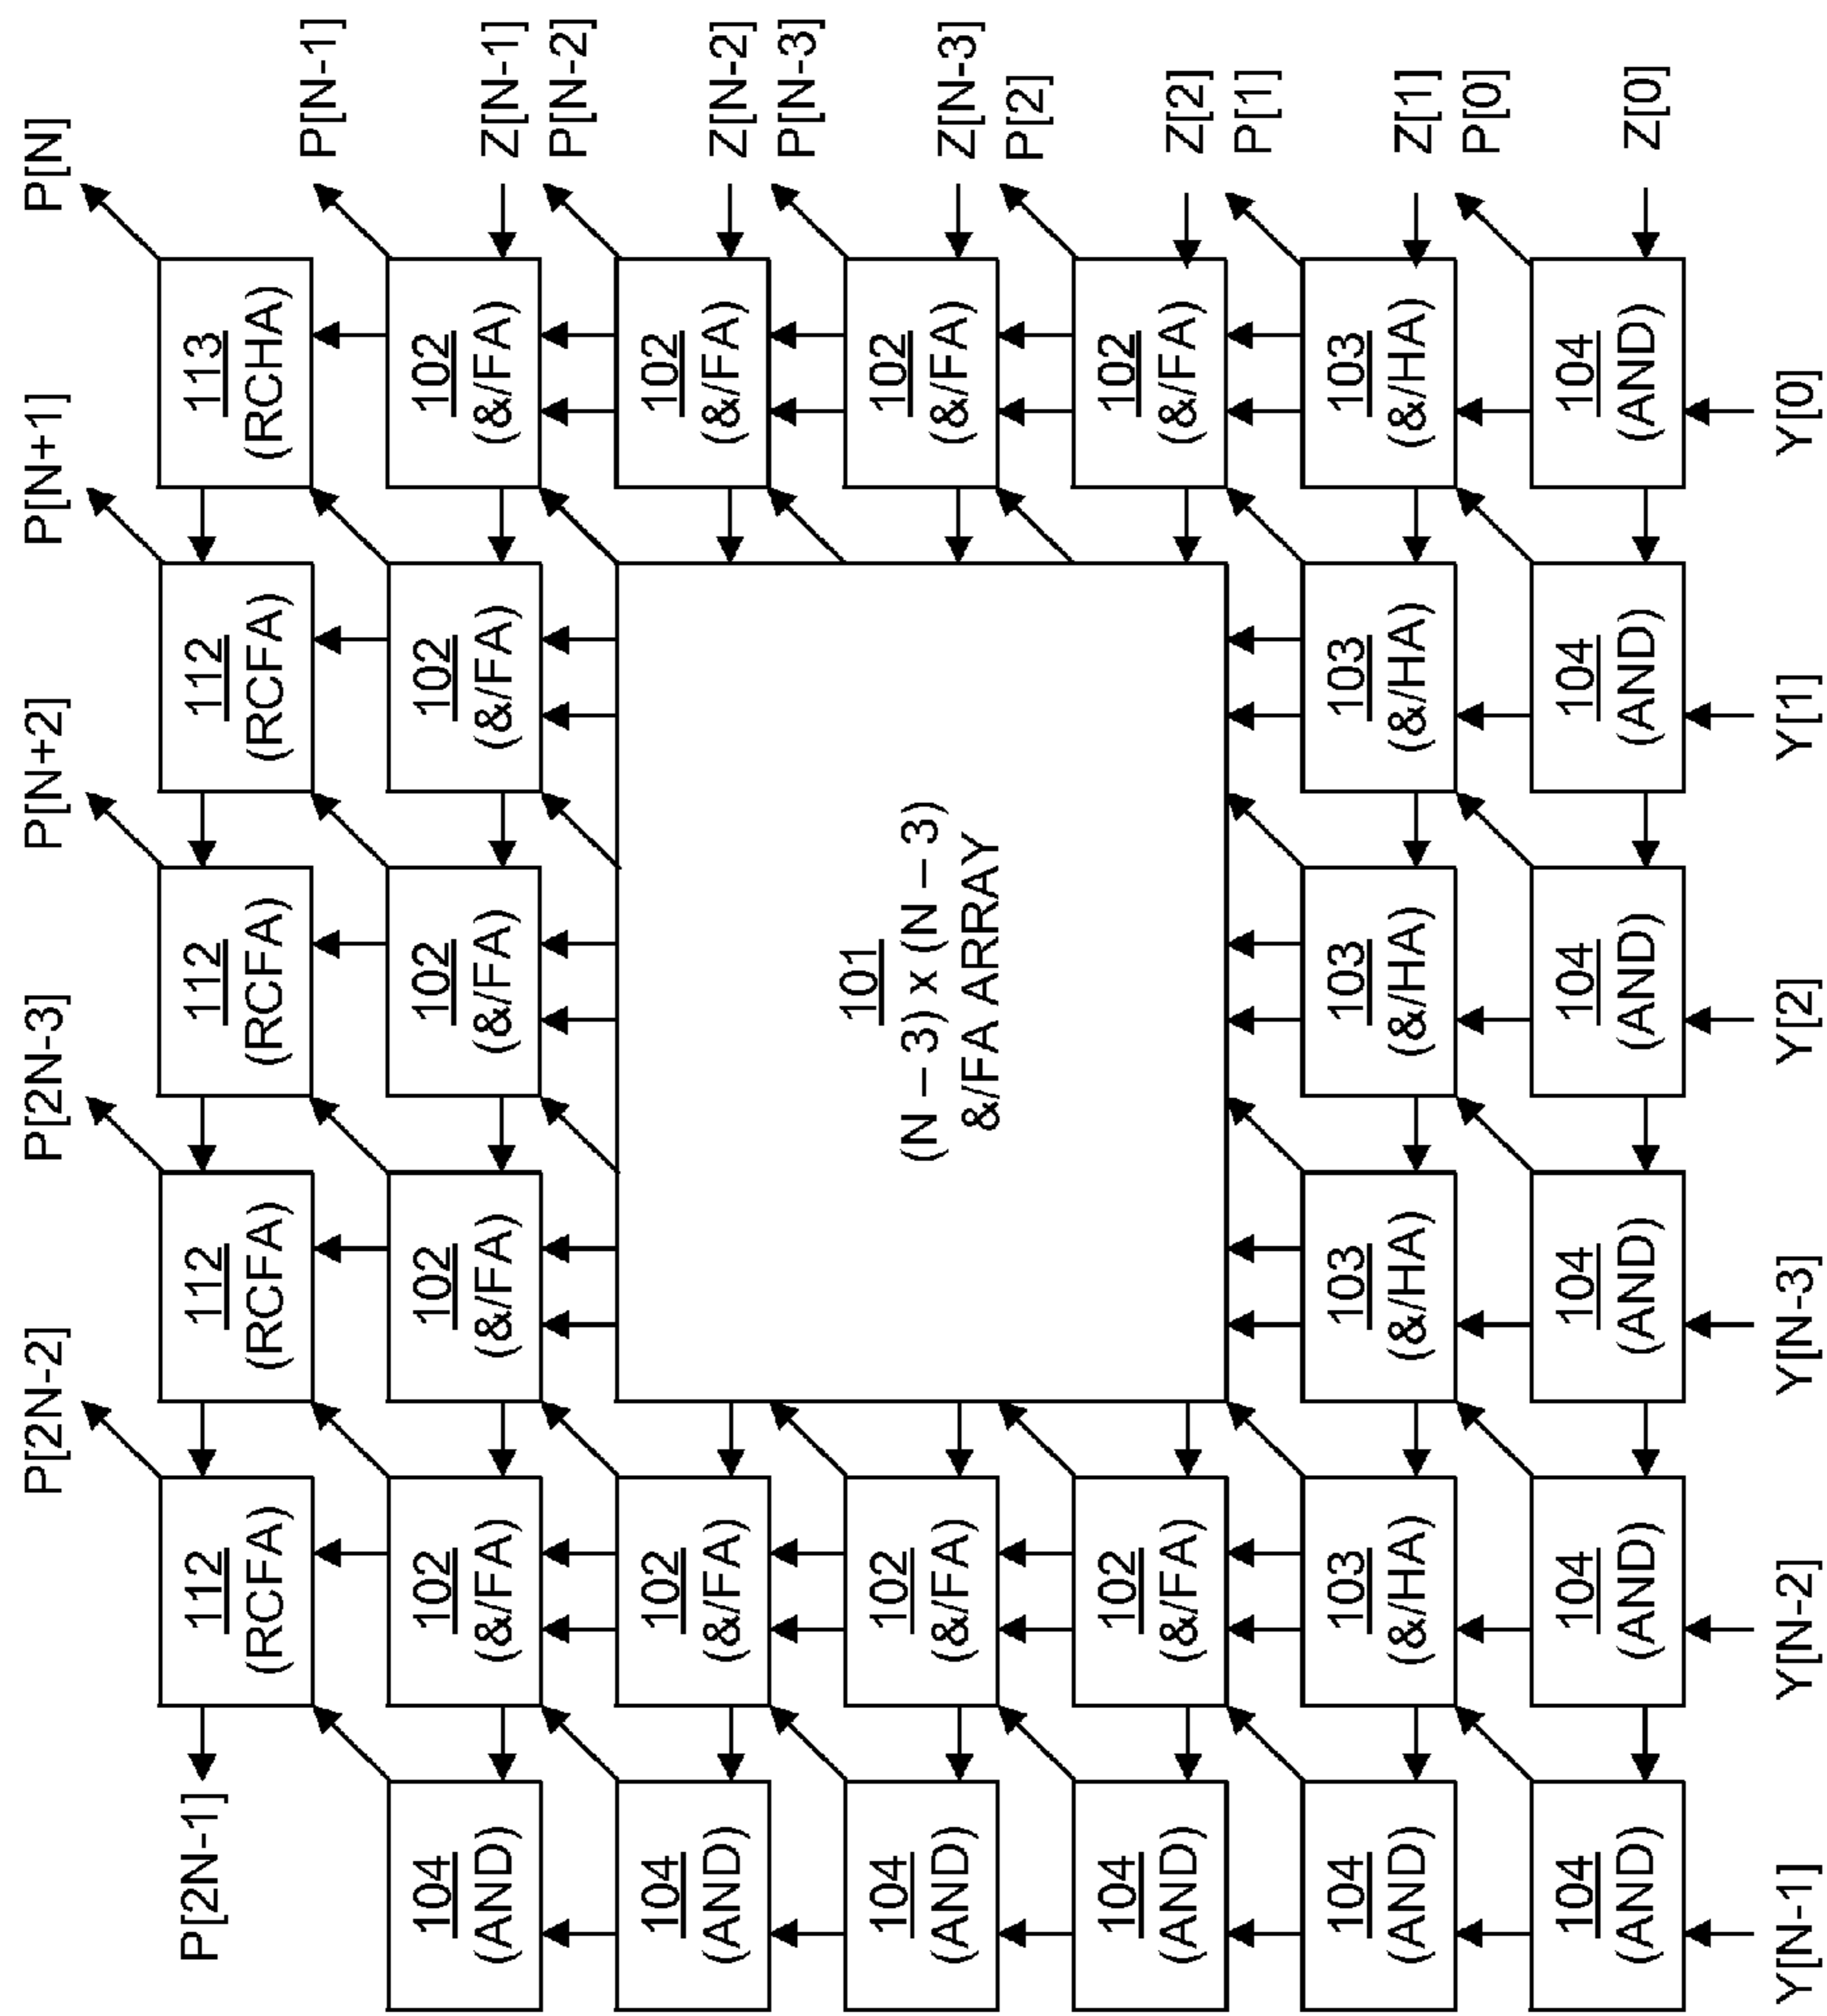 P[2N-2]
P[2N-3]
P[N+2]
P[N+1]
P[N]
P[2N-1]
112
(RCFA)
112
(RCFA)
112
(RCFA)
112
(RCFA)
113
(RCHA)
P[N-1]
104
(AND)
102
(&/FA)
102
(&/FA)
102
(&/FA)
102
(&/FA)
102
(&/FA)
Z[N-1]
P[N-2]
104
(AND)
102
(&/FA)
102
(&/FA)
Z[N-2]
P[N-3]
104
(AND)
102
(&/FA)
101
(N – 3) x (N – 3)
&/FA ARRAY
102
(&/FA)
Z[N-3]
P[2]
104
(AND)
102
(&/FA)
102
(&/FA)
Z[2]
P[1]
104
(AND)
103
(&/HA)
103
(&/HA)
103
(&/HA)
103
(&/HA)
103
(&/HA)
Z[1]
P[0]
104
(AND)
104
(AND)
104
(AND)
104
(AND)
104
(AND)
104
(AND)
Z[0]
Y[N-1]
Y[N-2]
Y[N-3]
Y[2]
Y[1]
Y[0]